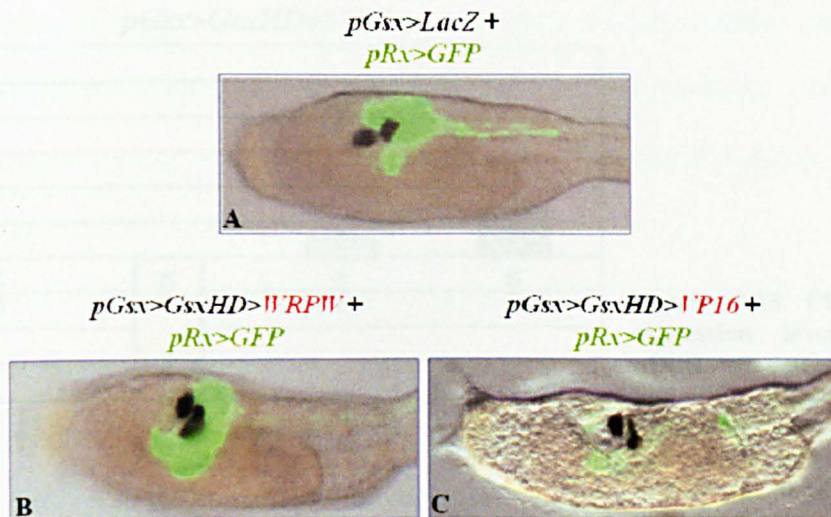 pGsx>LacZ +
pRx>GFP
A
pGsx>GsxHD>WRPW +
pRx>GFP
pGsx>GsxHD>VP16 +
pRx>GFP
B
C